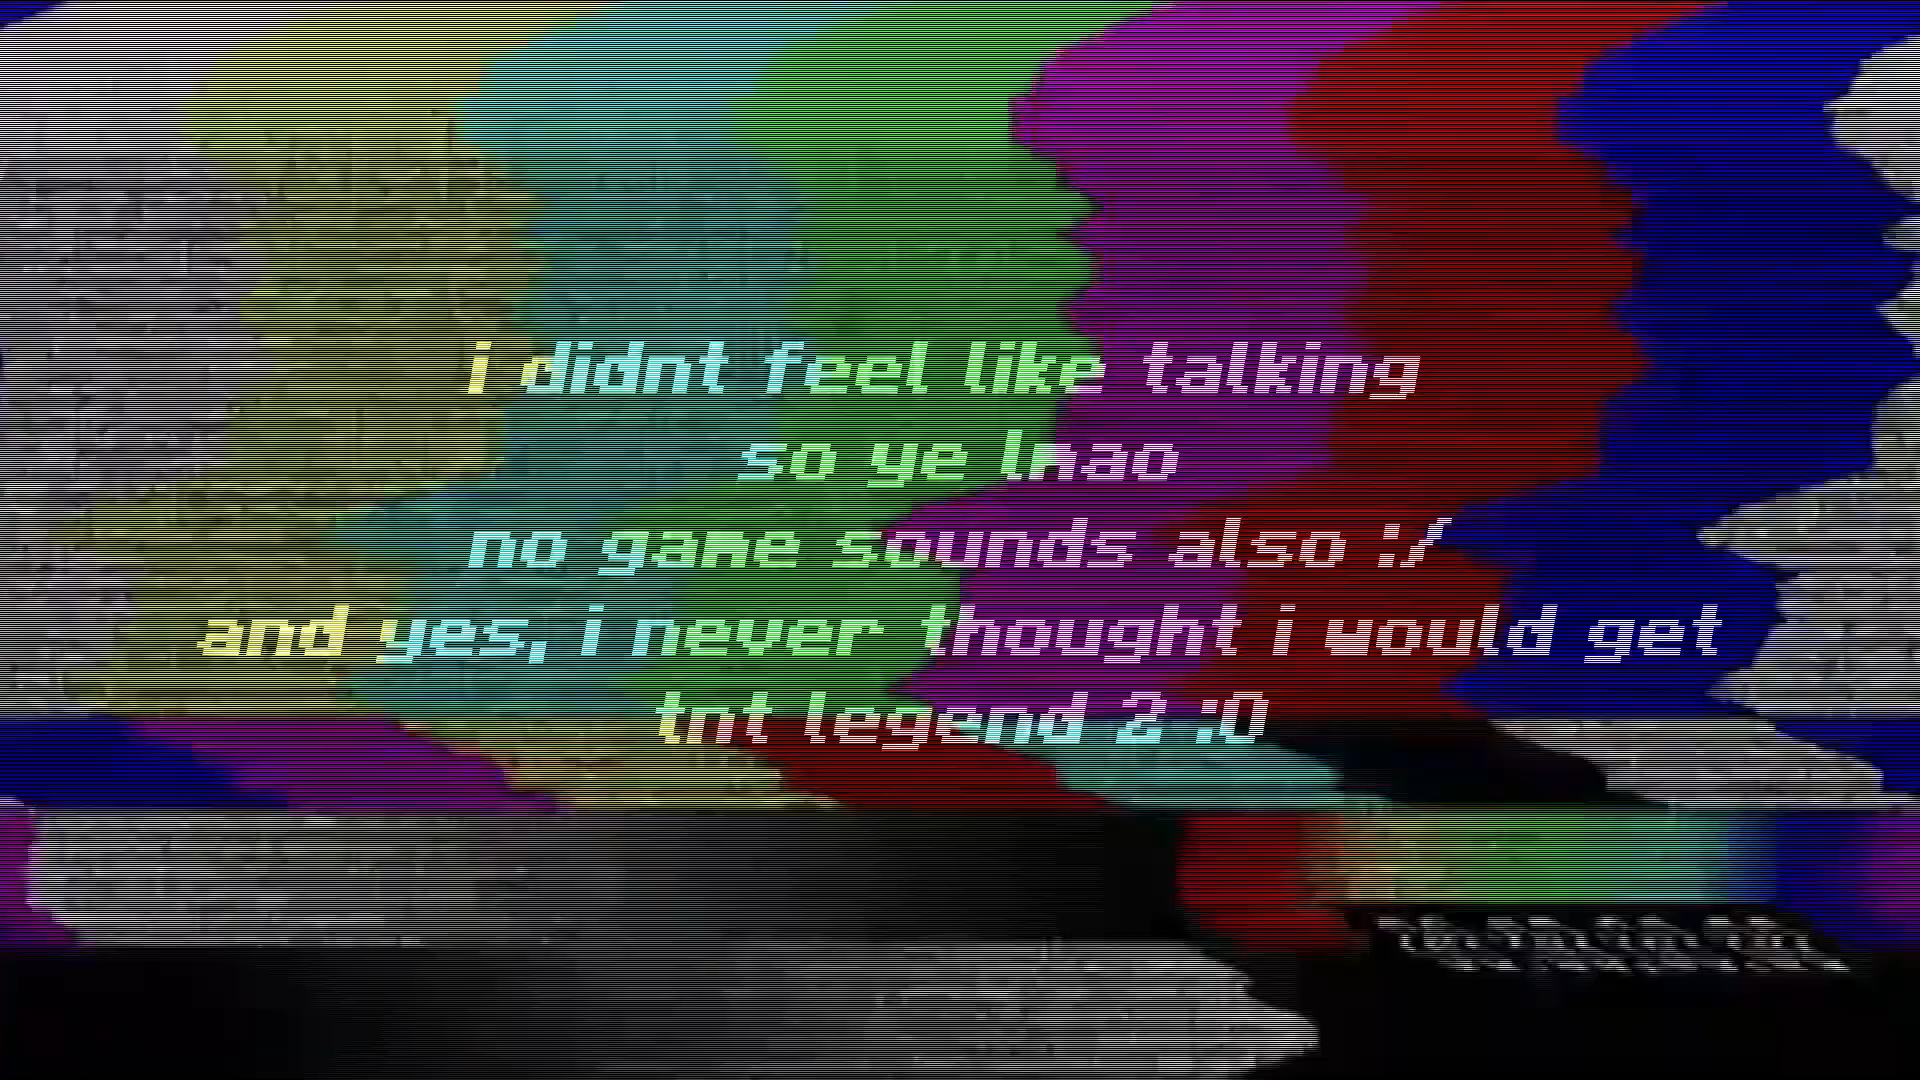 i didnt feel like talking
so ye lmao
no game sounds also :/
and yes, i never thought i would get
tnt legend 2 :0